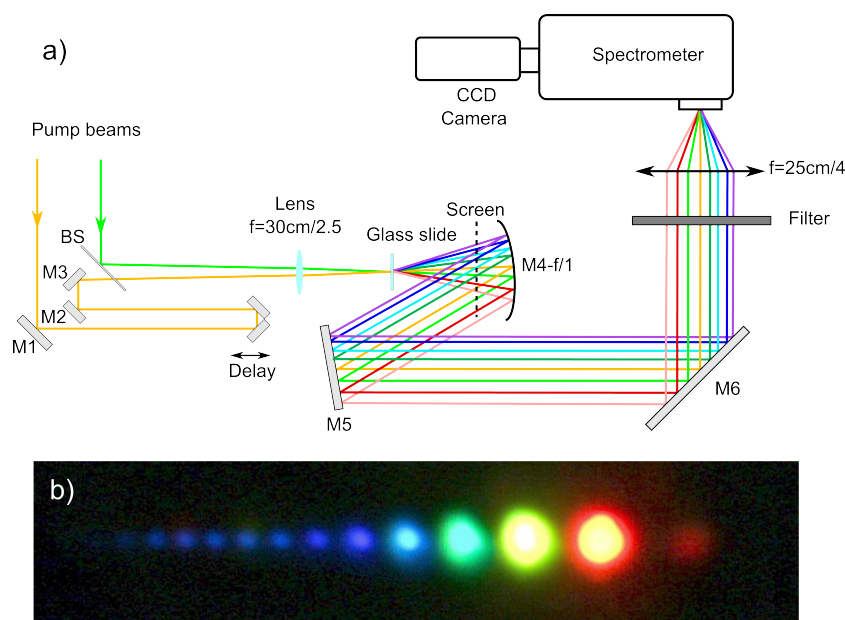 a)
Spectrometer
CCD
Camera
Pump beams
f=25cm/4
Lens
f=30cm/2.5
Screen
BS
Glass slide
Filter
M3
M4-f/1
M2
M1
Delay
M6
M5
b)